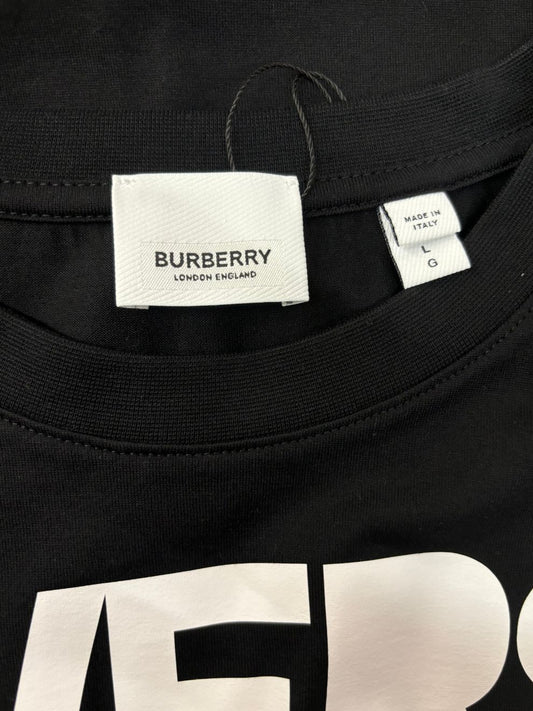 BURBERRY
LONDON ENGLAND
MADE IN
ITALY
L
G